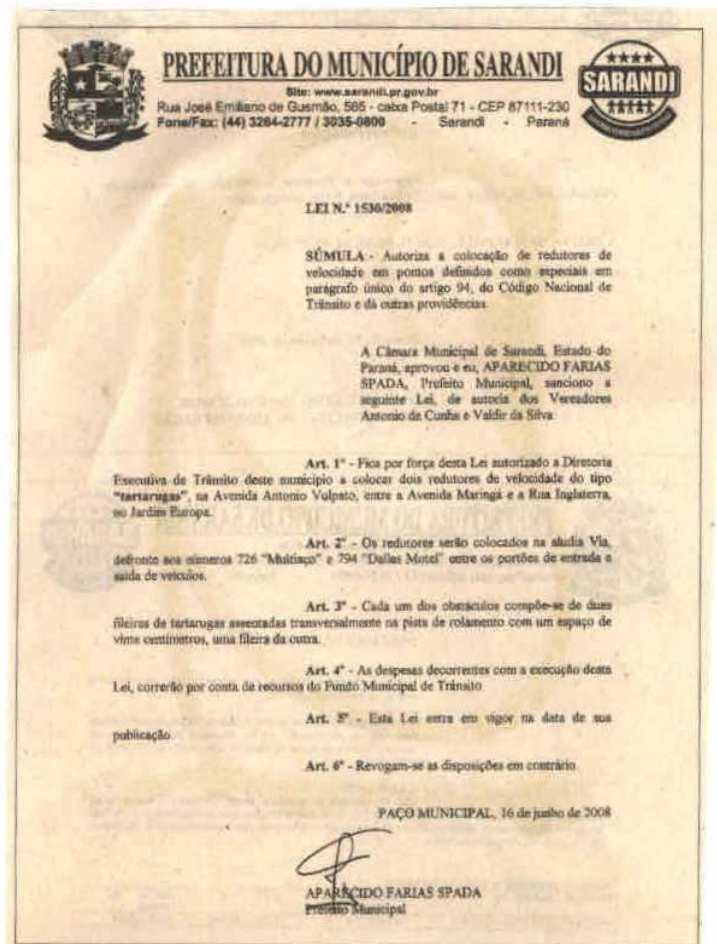 PREFEITURA DO MUNICÍPIO DE SARANDI
Site: www.sarandi.pr.gov.br
Rua José Emiliano de Gusmão, 565 - caixa Postal 71 - CEP 87111-230
Fone/Fax: (44) 3264-2777 / 3035-0800 - Sarandi - Paraná
SARANDI
LEI N.º 1530/2008
SÚMULA - Autoriza a colocação de redutores de
velocidade em pontos definidos como especiais em
parágrafo único do artigo 94, do Código Nacional de
Trânsito e dá outras providências.
A Câmara Municipal de Sarandi, Estado do
Paraná, aprovou e eu, APARECIDO FARIAS
SPADA, Prefeito Municipal, sanciono a
seguinte Lei, de autoria dos Vereadores
Antonio da Cunha e Valdir da Silva.
Art. 1º - Fica por força desta Lei autorizado a Diretoria
Executiva de Trânsito deste município a colocar dois redutores de velocidade do tipo
"tartarugas", na Avenida Antonio Volpato, entre a Avenida Maringá e a Rua Inglaterra,
no Jardim Europa.
Art. 2º - Os redutores serão colocados na aludia Via,
defronte aos números 726 "Multiaço" e 794 "Dallas Motel" entre os portões de entrada e
saída de veículos.
Art. 3º - Cada um dos obstáculos compõe-se de duas
fileiras de tartarugas assentadas transversalmente na pista de rolamento com um espaço de
vinte centímetros, uma fileira da outra.
Art. 4º - As despesas decorrentes com a execução desta
Lei, correrão por conta de recursos do Fundo Municipal de Trânsito
Art. 5º - Esta Lei entra em vigor na data de sua
publicação
Art. 6º - Revogam-se as disposições em contrário
PAÇO MUNICIPAL, 16 de junho de 2008
APARECIDO FARIAS SPADA
Prefeito Municipal